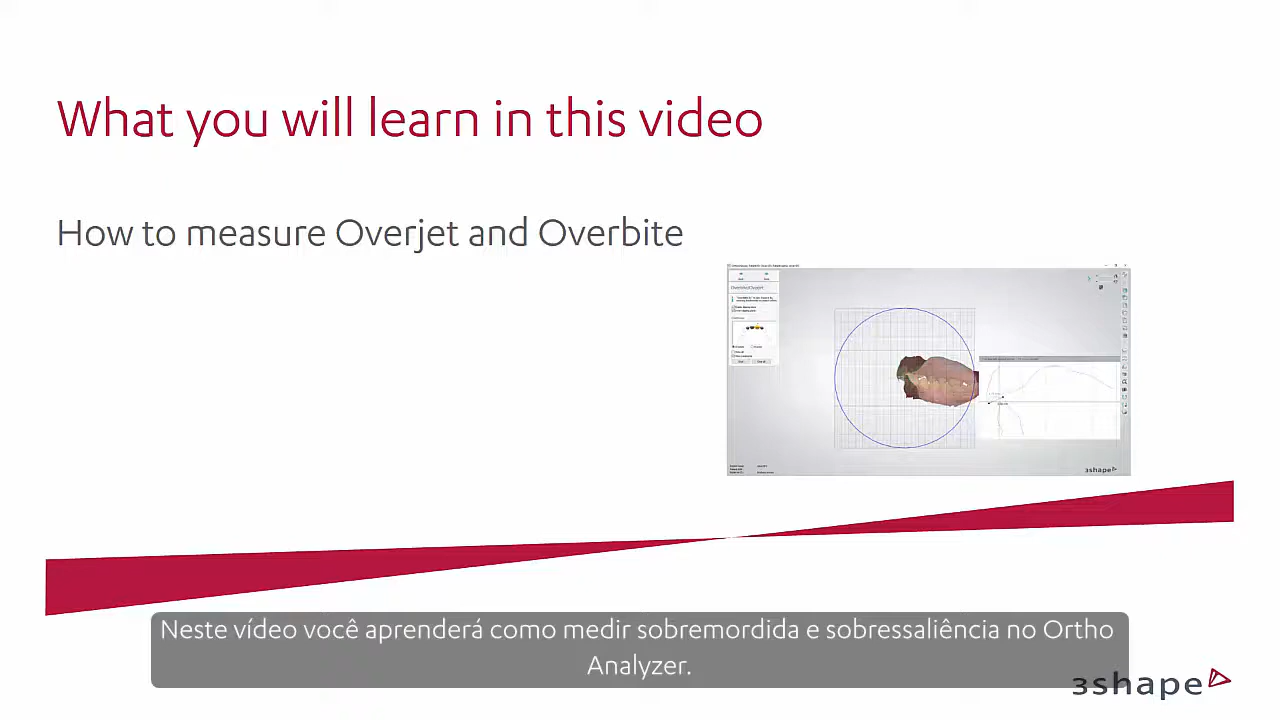 What you will learn in this video
How to measure Overjet and Overbite
3shape
Neste vídeo você aprenderá como medir sobremordida e sobressaliência no Ortho
Analyzer.
3shape